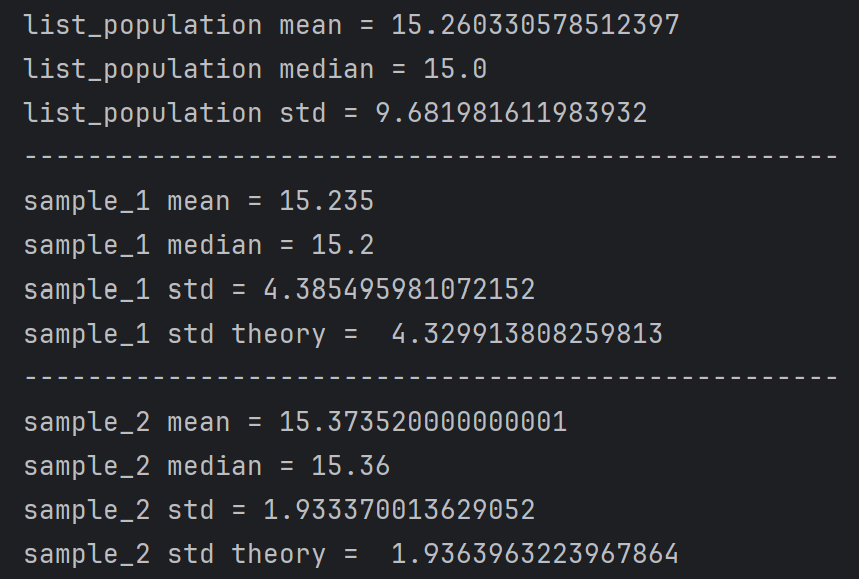 list_population mean = 15.260330578512397
list_population median = 15.0
list_population std = 9.681981611983932
---------------------------------------------------
sample_1 mean = 15.235
sample_1 median = 15.2
sample_1 std = 4.385495981072152
sample_1 std theory =  4.329913808259813
---------------------------------------------------
sample_2 mean = 15.373520000000001
sample_2 median = 15.36
sample_2 std = 1.933370013629052
sample_2 std theory =  1.9363963223967864